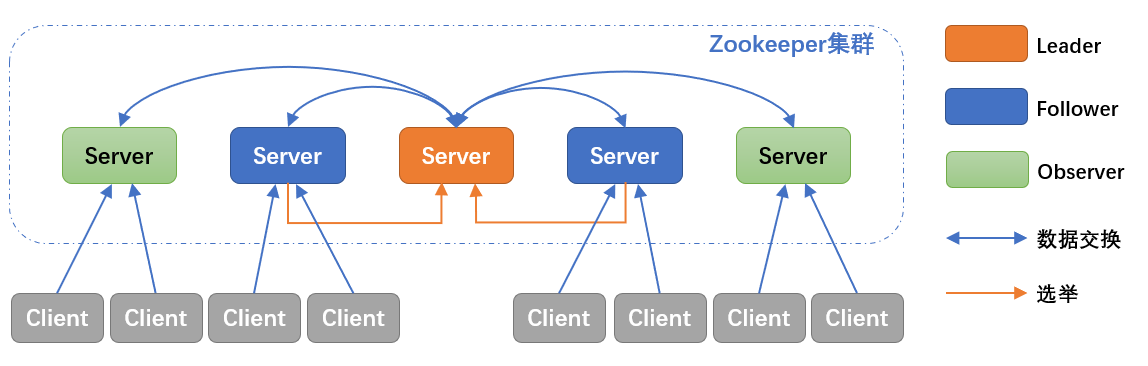 Zookeeper集群
Server Server Server Server Server
Client Client Client Client Client Client Client Client
Leader
Follower
Observer
数据交换
选举